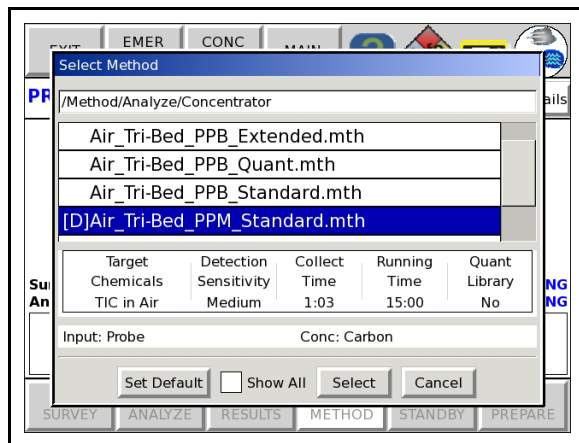 EMER CONC
Select Method
PR
/Method/Analyze/Concentrator
ails
Air_Tri-Bed_PPB_Extended.mth
Air_Tri-Bed_PPB_Quant.mth
Air_Tri-Bed_PPB_Standard.mth
[D]Air_Tri-Bed_PPM_Standard.mth
Target Detection Collect Running Quant
Su Chemicals Sensitivity Time Time Library NG
An TIC in Air Medium 1:03 15:00 No NG
Input: Probe Conc: Carbon
Set Default Show All Select Cancel
SURVEY ANALYZE RESULTS METHOD STANDBY PREPARE